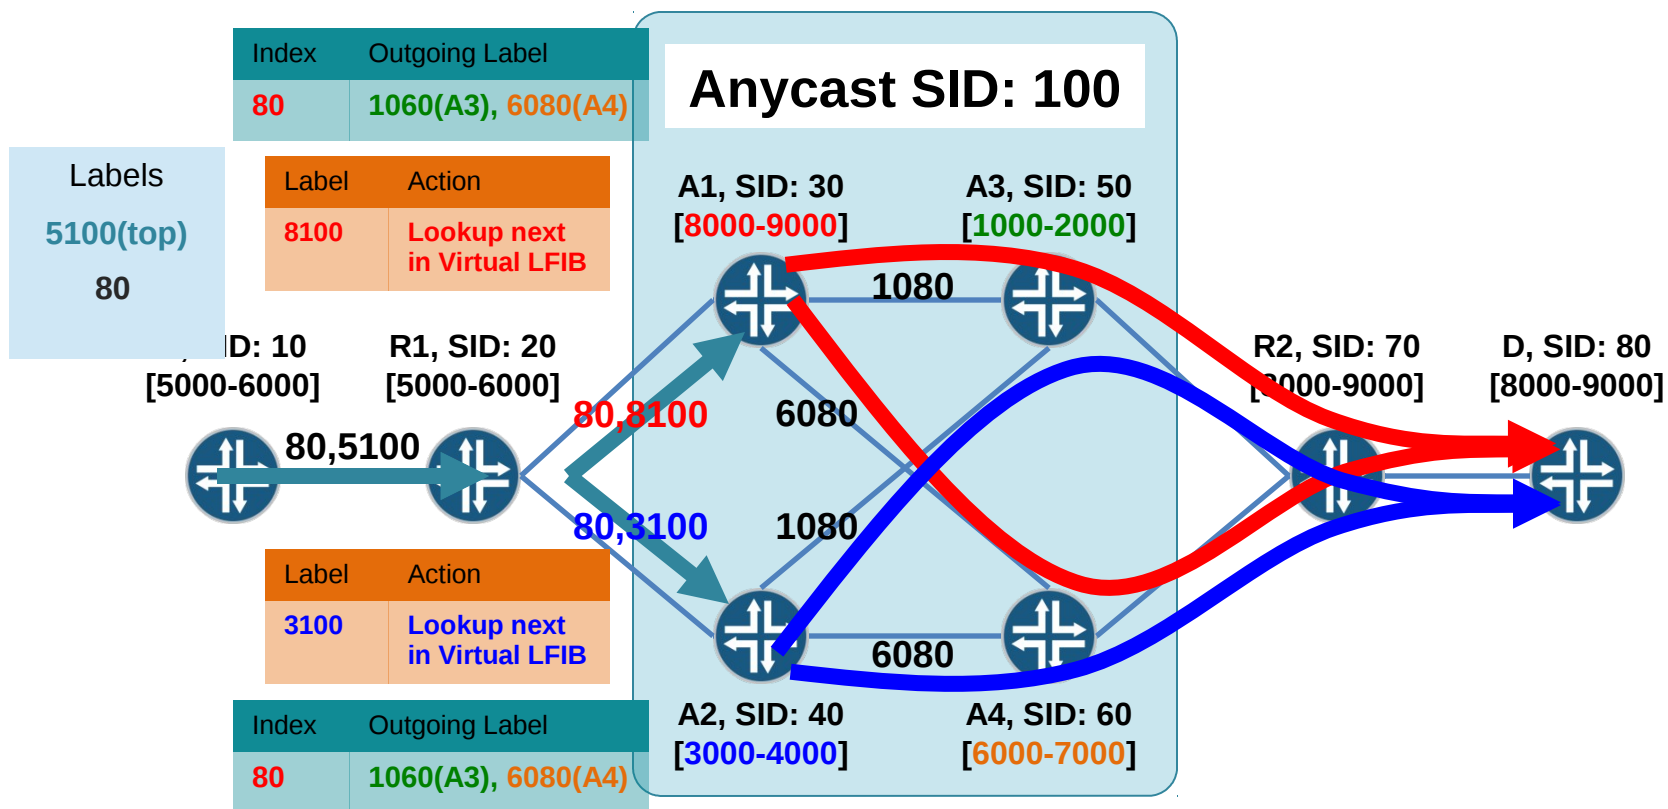 Index Outgoing Label
80 1060(A3), 6080(A4)
Anycast SID: 100
Labels
5100(top)
80
Label Action
8100 Lookup next
in Virtual LFIB
A1, SID: 30
[8000-9000]
A3, SID: 50
[1000-2000]
1080
ID: 10
[5000-6000]
R1, SID: 20
[5000-6000]
R2, SID: 70
000-9000]
D, SID: 80
[8000-9000]
80,5100
80,8100
6080
80,3100
1080
6080
Label Action
3100 Lookup next
in Virtual LFIB
Index Outgoing Label
80 1060(A3), 6080(A4)
A2, SID: 40
[3000-4000]
A4, SID: 60
[6000-7000]